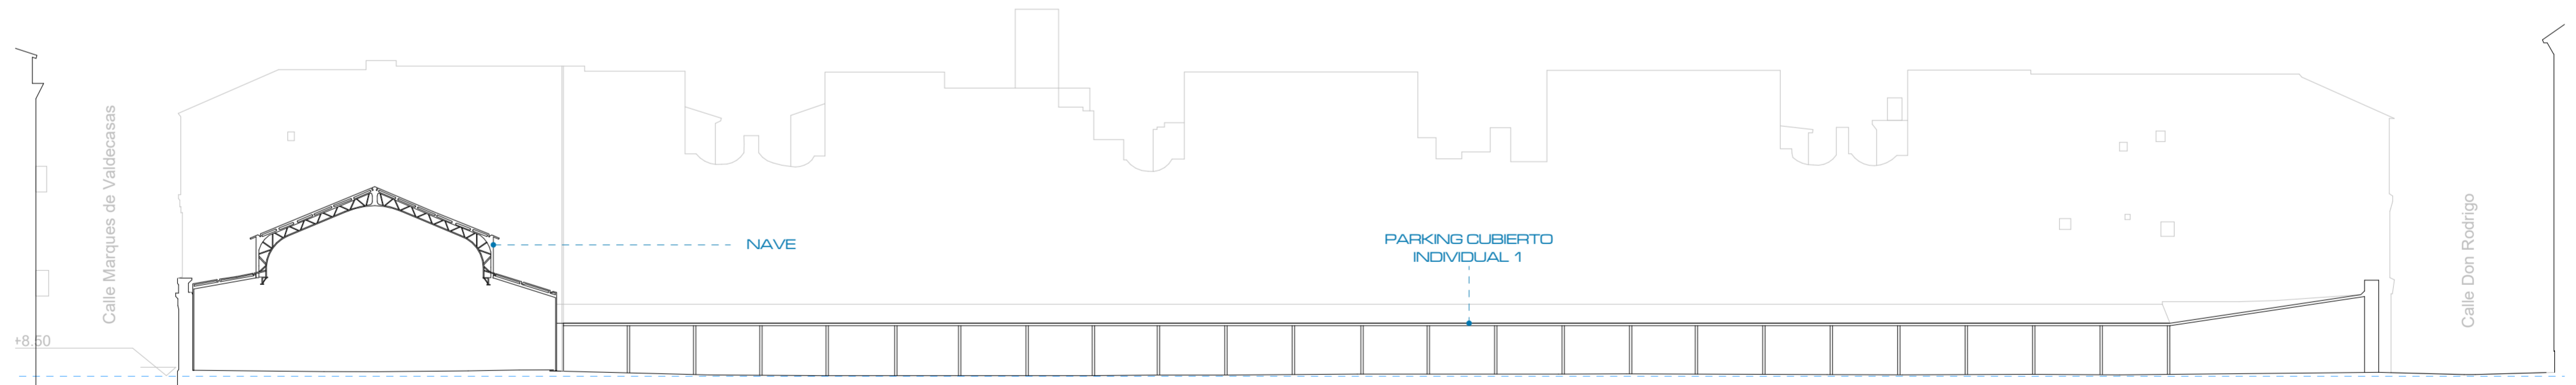 Calle Marques de Valdecasas
NAVE
PARKING CUBIERTO
INDIVIDUAL 1
Calle Don Rodrigo
+8.50